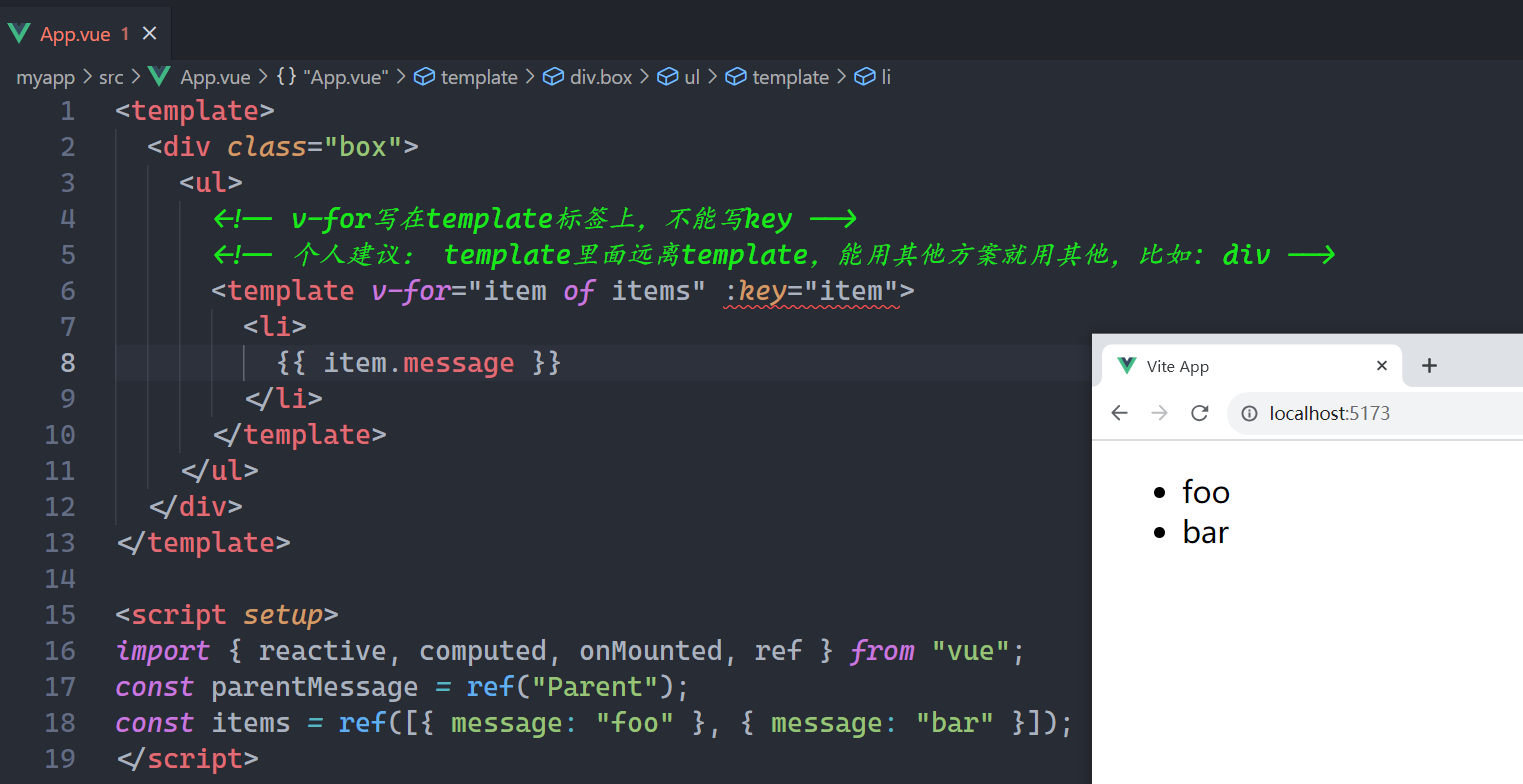 App.vue 1
myapp > src > App.vue > {} "App.vue" > template > div.box > ul > template > li
1 <template>
2 <div class="box">
3 <ul>
4 <!-- v-for写在template标签上，不能写key -->
5 <!-- 个人建议： template里面远离template，能用其他方案就用其他，比如：div -->
6 <template v-for="item of items" :key="item">
7 <li>
8 {{ item.message }}
9 </li>
10 </template>
11 </ul>
12 </div>
13 </template>
14
15 <script setup>
16 import { reactive, computed, onMounted, ref } from "vue";
17 const parentMessage = ref("Parent");
18 const items = ref([{ message: "foo" }, { message: "bar" }]);
19 </script>
Vite App
localhost:5173
foo
bar